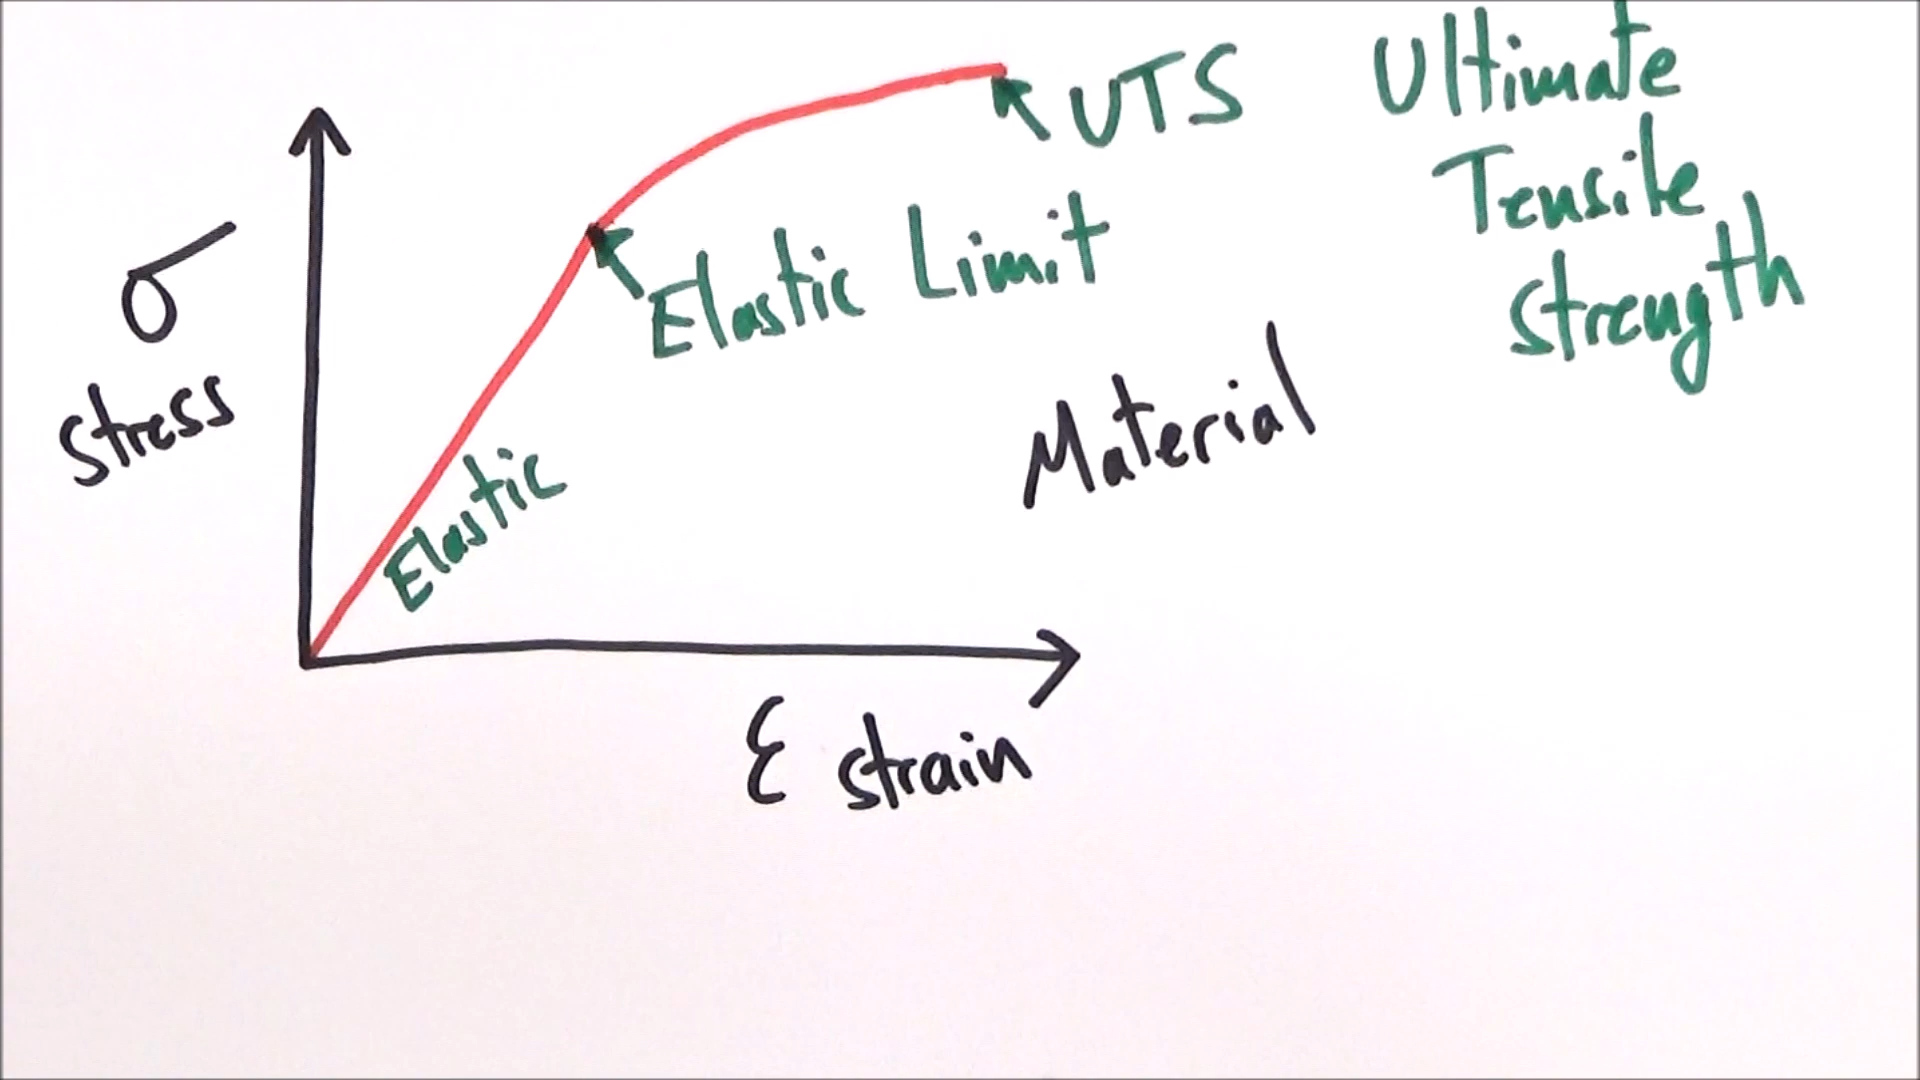 UTS
Ultimate
Tensile
Strength
σ
stress
Elastic Limit
Material
Elastic
ε strain